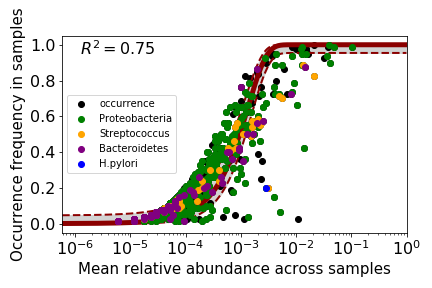 R² = 0.75
1.0
0.8
0.6
0.4
0.2
0.0
occurrence
Proteobacteria
Streptococcus
Bacteroidetes
H.pylori
Occurrence frequency in samples
10⁻⁶ 10⁻⁵ 10⁻⁴ 10⁻³ 10⁻² 10⁻¹ 10⁰
Mean relative abundance across samples